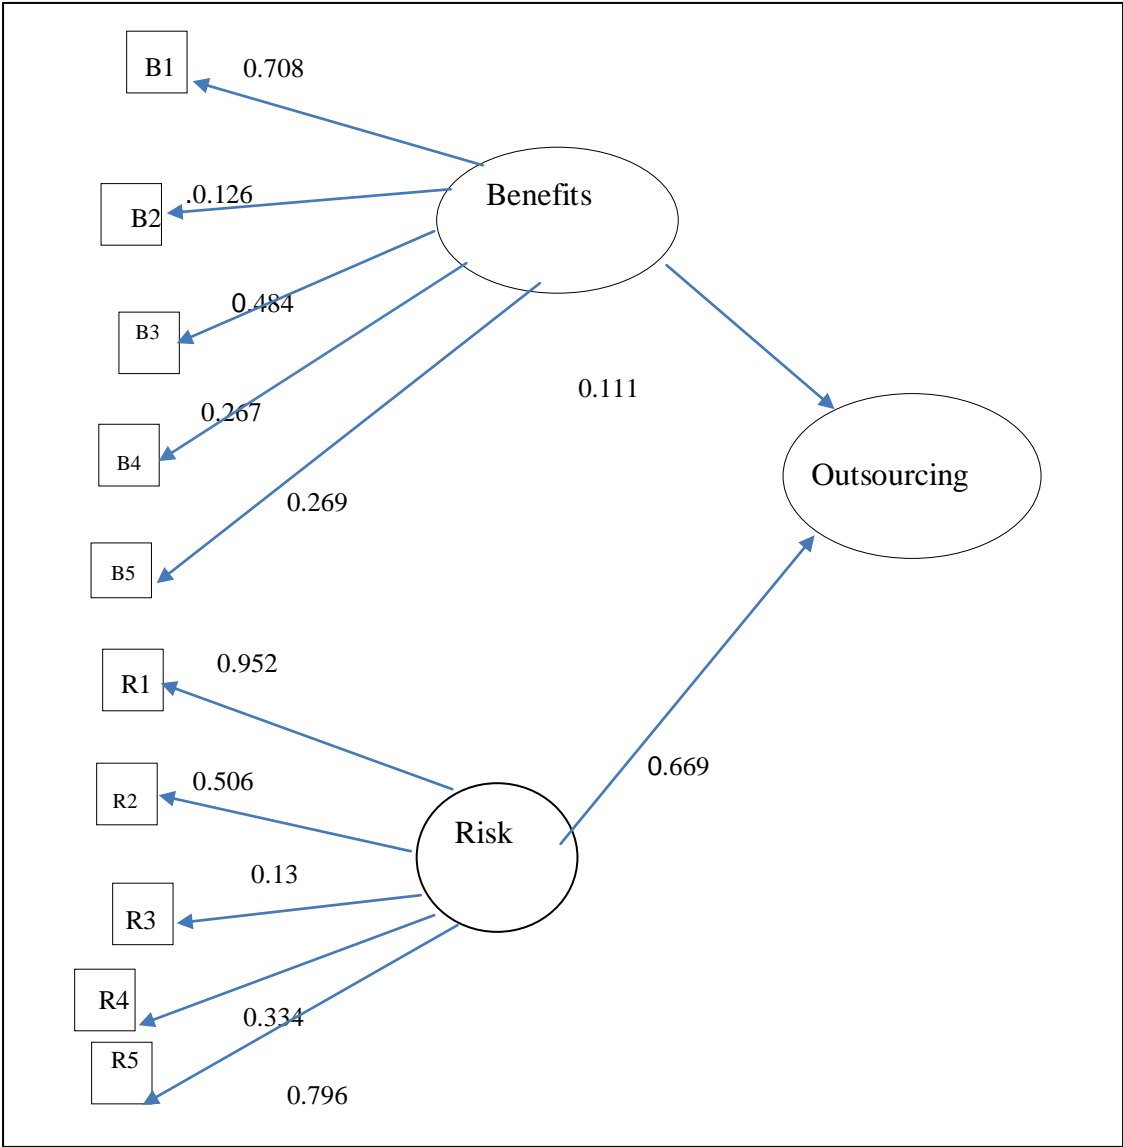 B1
0.708
B2
.0.126
Benefits
B3
0.484
0.111
B4
0.267
Outsourcing
0.269
B5
R1
0.952
R2
0.506
0.669
Risk
R3
0.13
R4
0.334
R5
0.796